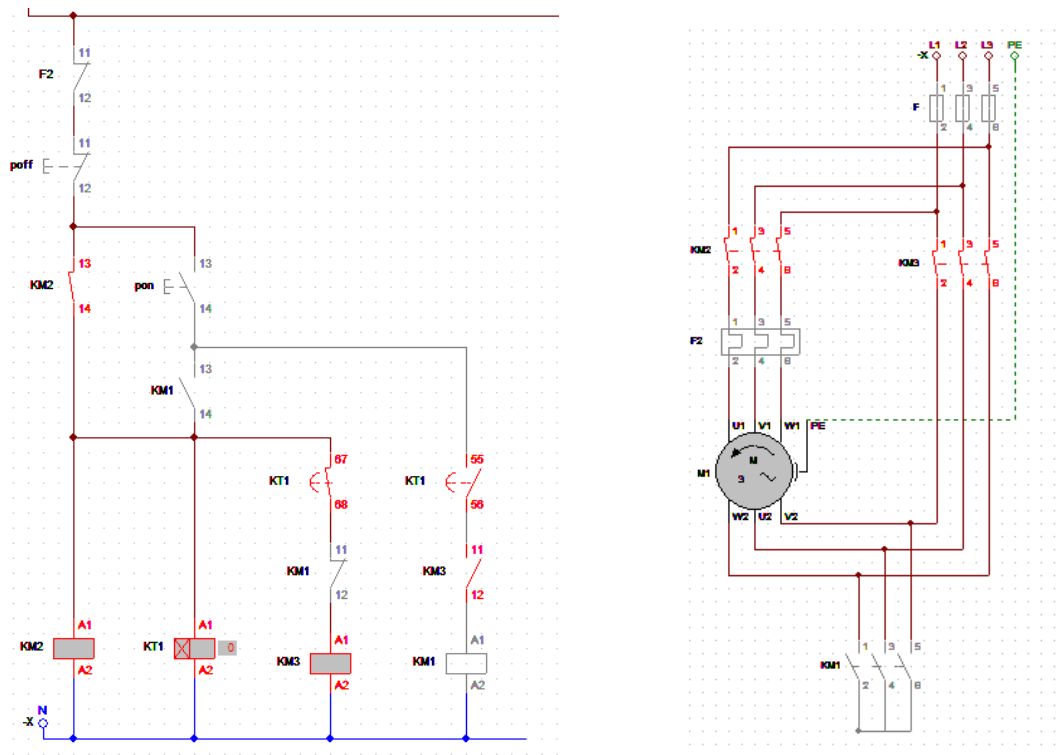 11
F2
12
11
poff
12
13
KM2
14
13
pon
14
13
KM1
14
67
KT1
68
55
KT1
56
11
KM1
12
11
KM3
12
A1
KM2
A2
A1
KT1
0
A2
A1
KM3
A2
A1
KM1
A2
N
-X
L1 L2 L3 PE
-X
1 3 5
F
2 4 6
1 3 5
KM2
2 4 6
1 3 5
KM3
2 4 6
1 3 5
F2
2 4 6
U1 V1 W1 PE
M1
M
3
W2 U2 V2
1 3 5
KM1
2 4 6